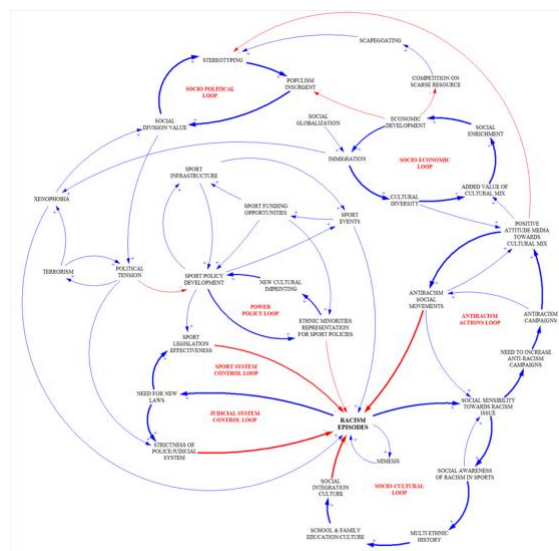 SCAPEGOATING
STEREOTYPING
COMPETITION ON
SCARSE RESOURCE
SOCIO-POLITICAL
LOOP
POPULISM
INSURGENT
SOCIAL
DIVISION VALUE
SOCIAL
GLOBALIZATION
ECONOMIC
DEVELOPMENT
SOCIAL
ENRICHMENT
IMMIGRATION
SOCIO-ECONOMIC
LOOP
SPORT
INFRASTRUCTURE
XENOPHOBIA
CULTURAL
DIVERSITY
ADDED VALUE OF
CULTURAL MIX
SPORT FUNDING
OPPORTUNITIES
SPORT
EVENTS
POSITIVE
ATTITUDE MEDIA
TOWARDS
CULTURAL MIX
TERRORISM
POLITICAL
TENSION
SPORT POLICY
DEVELOPMENT
NEW CULTURAL
IMPRINTING
ANTIRACISM
SOCIAL
MOVEMENTS
POWER
POLICY LOOP
ETHNIC MINORITIES
REPRESENTATION
FOR SPORT POLICIES
ANTIRACISM
ACTIONS LOOP
ANTIRACISM
CAMPAIGNS
SPORT
LEGISLATION
EFFECTIVENESS
NEED TO INCREASE
ANTI-RACISM
CAMPAIGNS
SPORT SYSTEM
CONTROL LOOP
NEED FOR NEW
LAWS
JUDICIAL SYSTEM
CONTROL LOOP
SOCIAL SENSIBILITY
TOWARDS RACISM
ISSUE
RACISM
EPISODES
STRICTNESS OF
POLICE/JUDICIAL
SYSTEM
MIMESIS
SOCIAL AWARENESS
OF RACISM IN SPORTS
SOCIAL
INTEGRATION
CULTURE
SOCIO-CULTURAL
LOOP
SCHOOL & FAMILY
EDUCATION/CULTURE
MULTI ETHNIC
HISTORY